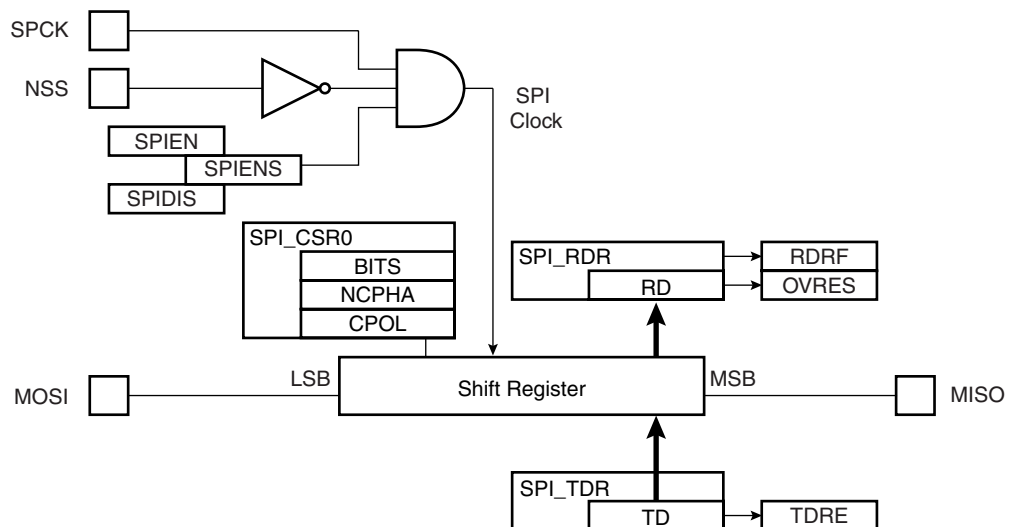 SPCK
NSS
SPI
Clock
SPIEN
SPIENS
SPIDIS
SPI_CSR0
BITS
NCPHA
CPOL
SPI_RDR
RD
RDRF
OVRES
MOSI
LSB
Shift Register
MSB
MISO
SPI_TDR
TD
TDRE